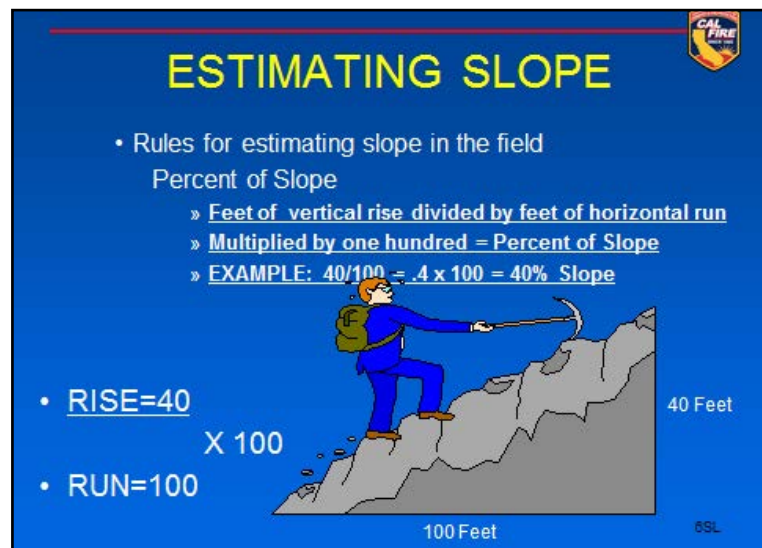 CAL
FIRE
SINCE 1885
ESTIMATING SLOPE
• Rules for estimating slope in the field
Percent of Slope
» Feet of vertical rise divided by feet of horizontal run
» Multiplied by one hundred = Percent of Slope
» EXAMPLE: 40/100 = .4 x 100 = 40% Slope
• RISE=40
X 100
• RUN=100
40 Feet
100 Feet
6SL